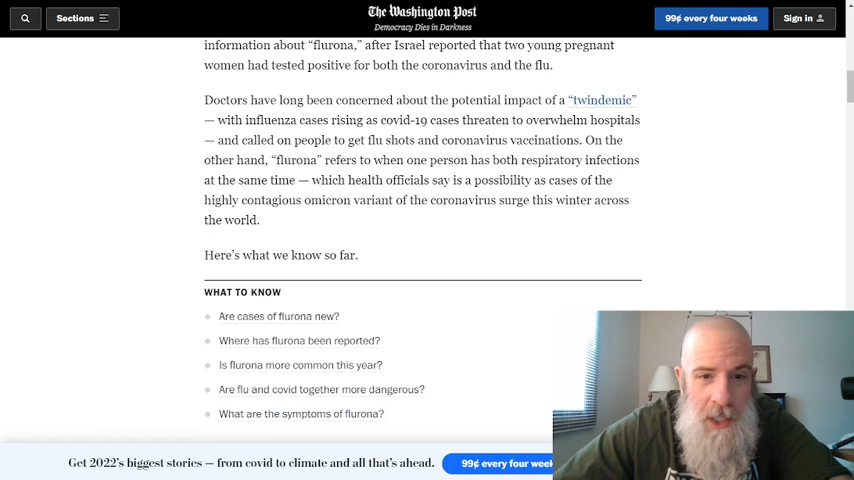 Sections
The Washington Post
Democracy Dies in Darkness
99¢ every four weeks
Sign in
information about “flurona,” after Israel reported that two young pregnant
women had tested positive for both the coronavirus and the flu.
Doctors have long been concerned about the potential impact of a “twindemic”
— with influenza cases rising as covid-19 cases threaten to overwhelm hospitals
— and called on people to get flu shots and coronavirus vaccinations. On the
other hand, “flurona” refers to when one person has both respiratory infections
at the same time — which health officials say is a possibility as cases of the
highly contagious omicron variant of the coronavirus surge this winter across
the world.
Here’s what we know so far.
WHAT TO KNOW
Are cases of flurona new?
Where has flurona been reported?
Is flurona more common this year?
Are flu and covid together more dangerous?
What are the symptoms of flurona?
Get 2022’s biggest stories — from covid to climate and all that’s ahead.
99¢ every four week